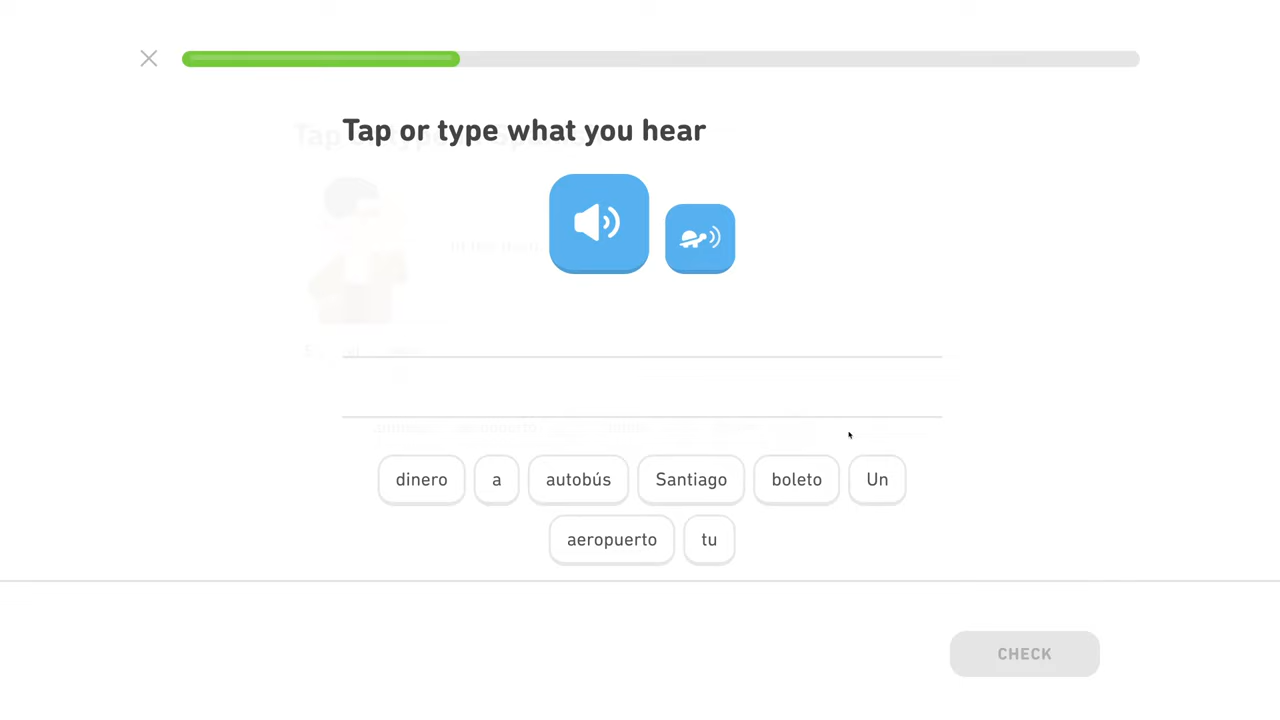 Tap or type what you hear
dinero a autobús Santiago boleto Un
aeropuerto tu
CHECK